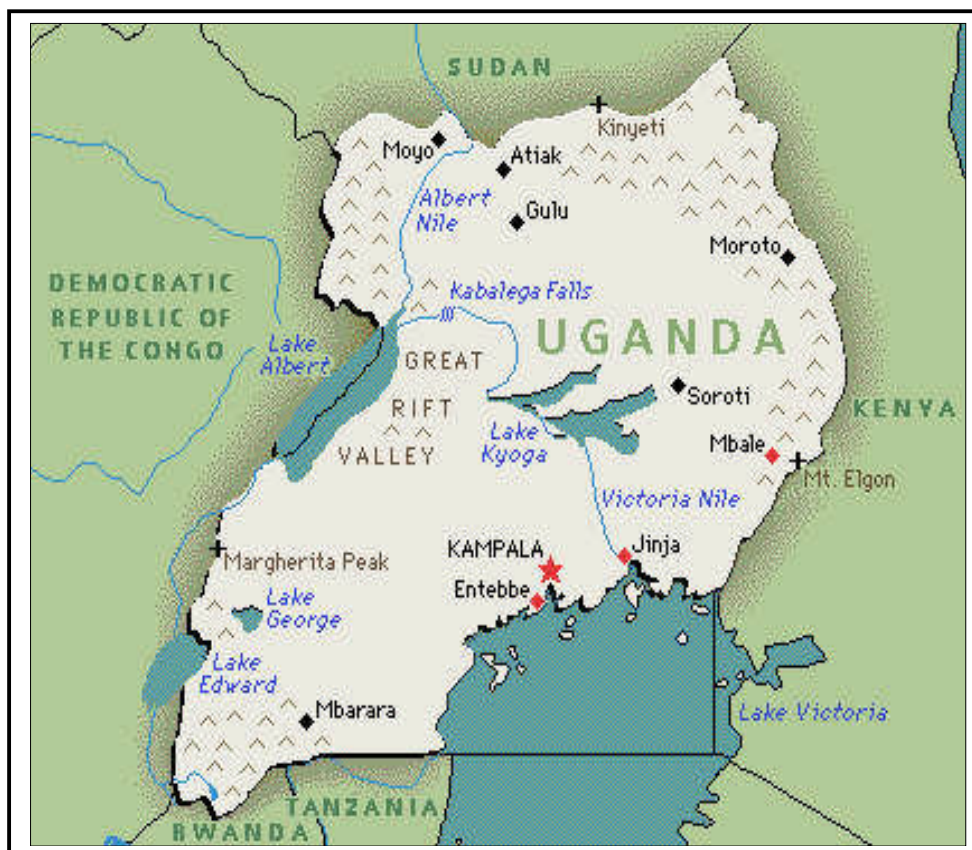 SUDAN
Kinyeti
Moyo
Atiak
Albert
Nile
Gulu
Moroto
DEMOCRATIC
REPUBLIC OF
THE CONGO
Kabalega Falls
UGANDA
Lake
Albert
GREAT
RIFT
VALLEY
Soroti
KENYA
Lake
Kyoga
Mbale
Mt. Elgon
Victoria Nile
KAMPALA
Jinja
Margherita Peak
Entebbe
Lake
George
Lake
Edward
Mbarara
Lake Victoria
TANZANIA
RWANDA